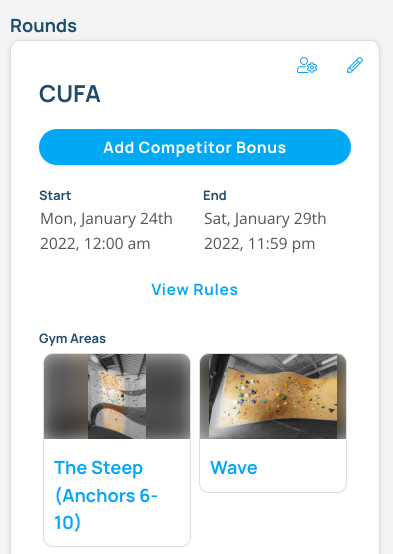 Rounds
CUFA
Add Competitor Bonus
Start
End
Mon, January 24th
2022, 12:00 am
Sat, January 29th
2022, 11:59 pm
View Rules
Gym Areas
The Steep
(Anchors 6-
10)
Wave